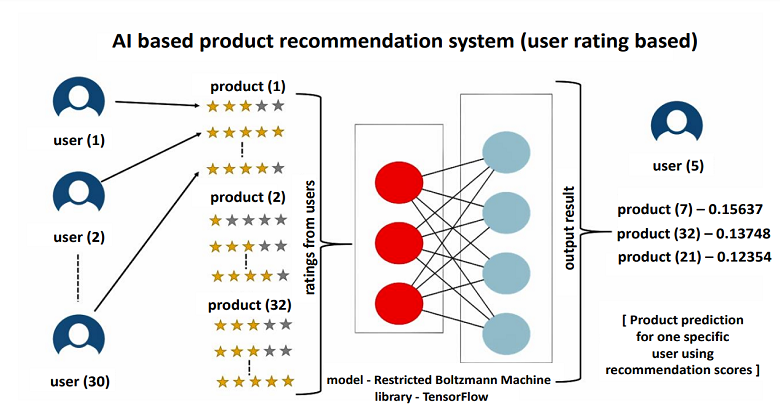 AI based product recommendation system (user rating based)
user (1)
user (2)
user (30)
product (1)
product (2)
product (32)
ratings from users
model - Restricted Boltzmann Machine
library - TensorFlow
output result
user (5)
product (7) – 0.15637
product (32) – 0.13748
product (21) – 0.12354
[ Product prediction
for one specific
user using
recommendation scores ]